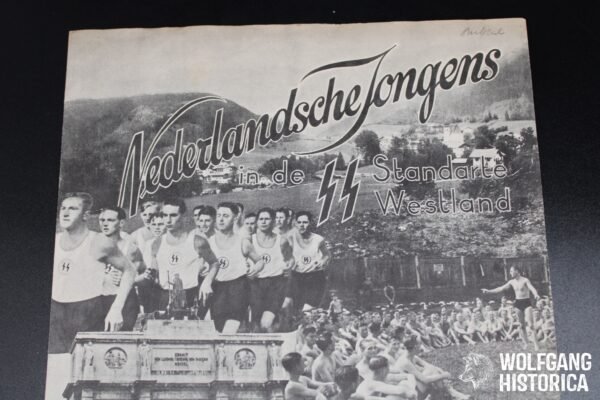 Nederlandsche Jongens
in de SS Standarte
Westland
WOLFGANG
HISTORICA